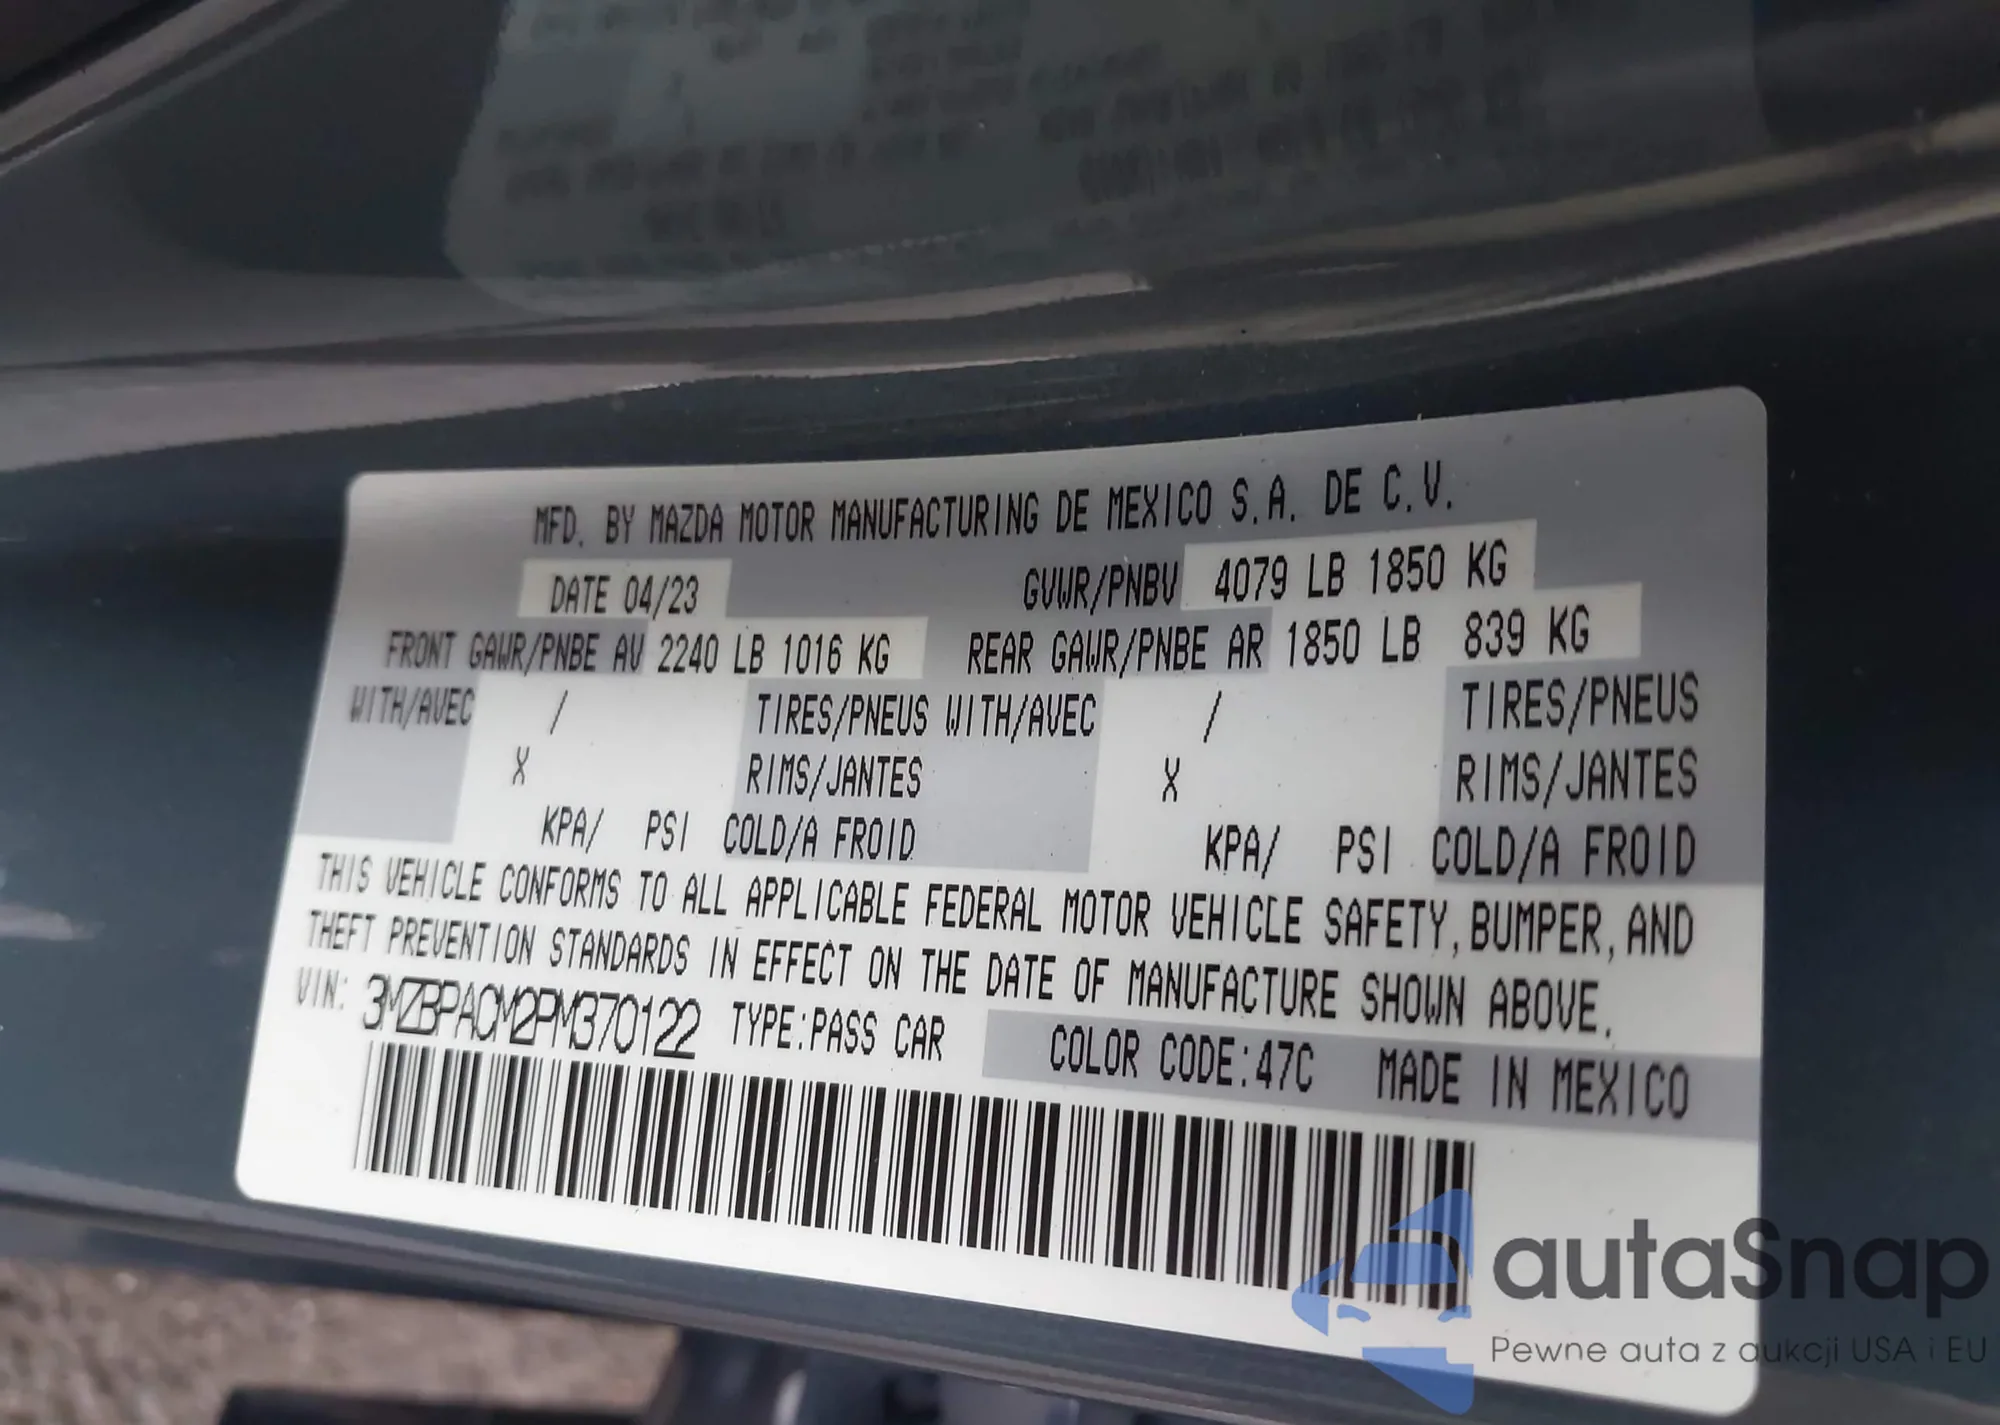 MFD. BY MAZDA MOTOR MANUFACTURING DE MEXICO S.A. DE C.V.
DATE 04/23 GVWR/PNBV 4079 LB 1850 KG
FRONT GAWR/PNBE AV 2240 LB 1016 KG REAR GAWR/PNBE AR 1850 LB 839 KG
WITH/AVEC / TIRES/PNEUS WITH/AVEC / TIRES/PNEUS
X RIMS/JANTES X RIMS/JANTES
KPA/ PSI COLD/A FROID KPA/ PSI COLD/A FROID
THIS VEHICLE CONFORMS TO ALL APPLICABLE FEDERAL MOTOR VEHICLE SAFETY, BUMPER, AND
THEFT PREVENTION STANDARDS IN EFFECT ON THE DATE OF MANUFACTURE SHOWN ABOVE.
VIN: 3MZBPACM2PM370122 TYPE: PASS CAR COLOR CODE: 47C MADE IN MEXICO
autaSnap
Pewne auta z aukcji USA i EU